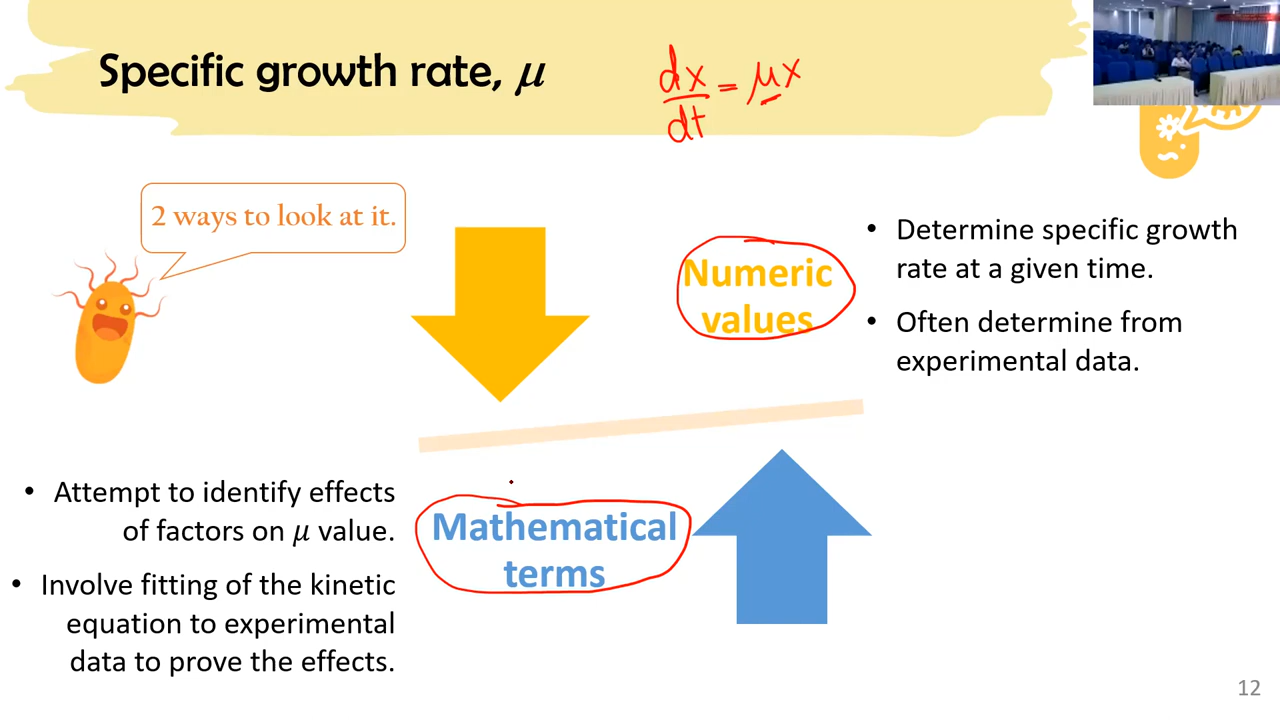 Specific growth rate, μ
dx/dt = μx
2 ways to look at it.
Numeric
values
• Determine specific growth
rate at a given time.
• Often determine from
experimental data.
• Attempt to identify effects
of factors on μ value.
• Involve fitting of the kinetic
equation to experimental
data to prove the effects.
Mathematical
terms
12